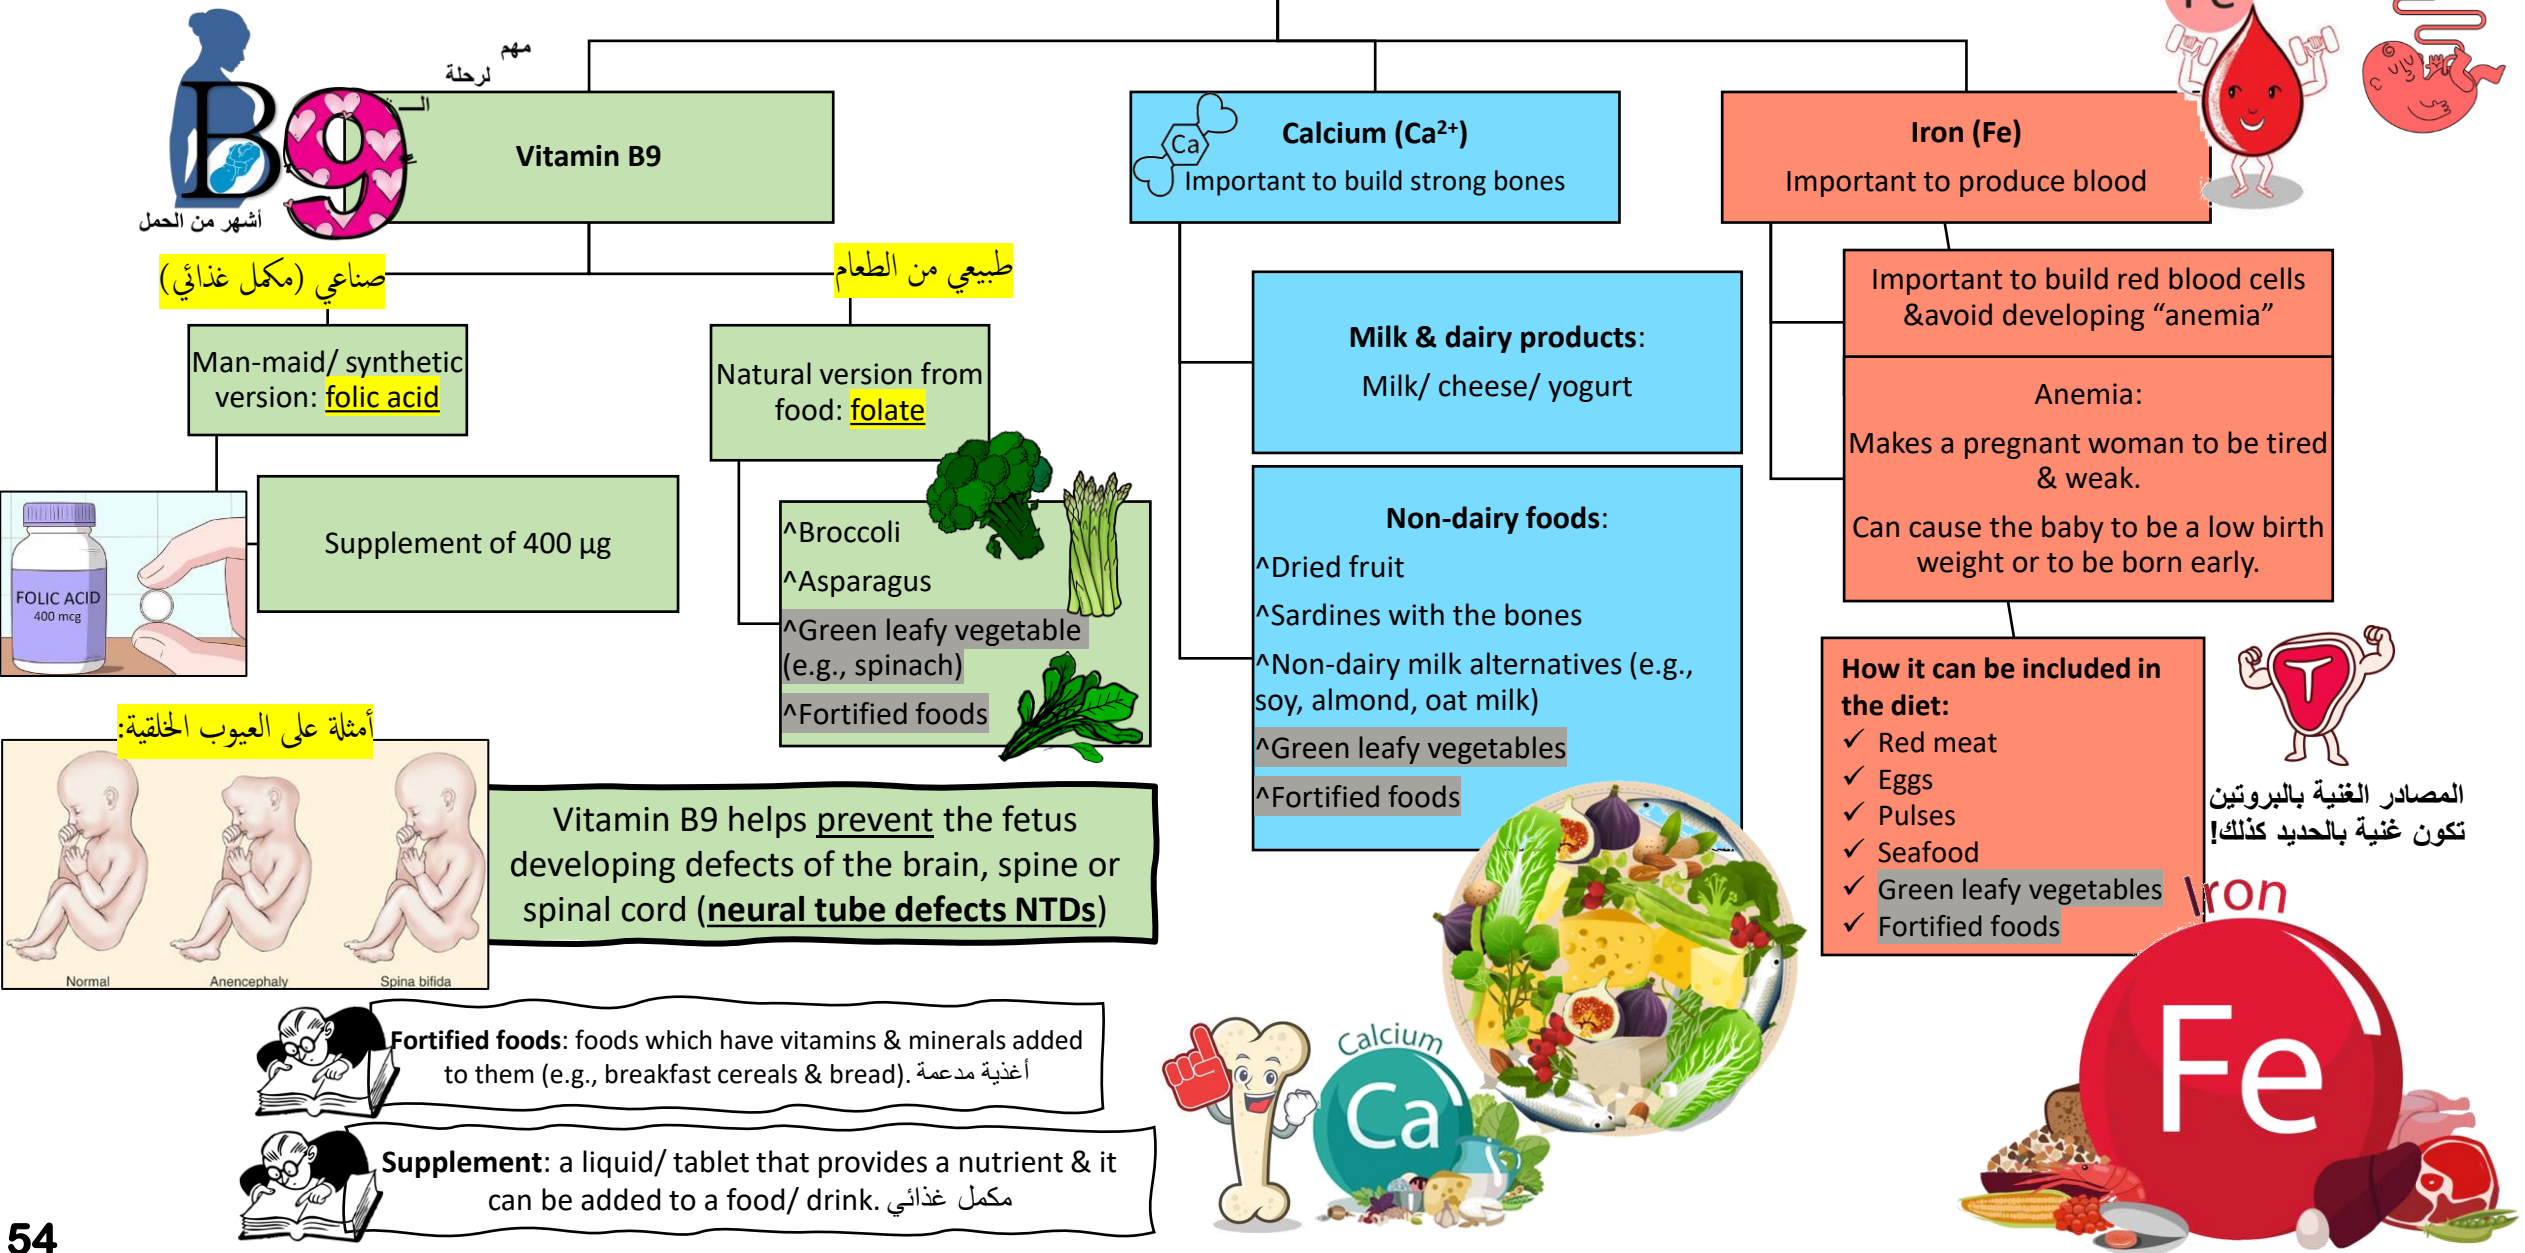 Fe
مهم
لرحلة
الـ
B9
أشهر من الحمل
Vitamin B9
صناعي (مكمل غذائي)
طبيعي من الطعام
Man-maid/ synthetic
version: folic acid
Natural version from
food: folate
FOLIC ACID
400 mcg
Supplement of 400 µg
^Broccoli
^Asparagus
^Green leafy vegetable
(e.g., spinach)
^Fortified foods
أمثلة على العيوب الخلقية:
Normal
Anencephaly
Spina bifida
Vitamin B9 helps prevent the fetus
developing defects of the brain, spine or
spinal cord (neural tube defects NTDs)
Ca
Calcium (Ca²⁺)
Important to build strong bones
Milk & dairy products:
Milk/ cheese/ yogurt
Non-dairy foods:
^Dried fruit
^Sardines with the bones
^Non-dairy milk alternatives (e.g.,
soy, almond, oat milk)
^Green leafy vegetables
^Fortified foods
Iron (Fe)
Important to produce blood
Important to build red blood cells
&avoid developing “anemia”
Anemia:
Makes a pregnant woman to be tired
& weak.
Can cause the baby to be a low birth
weight or to be born early.
How it can be included in
the diet:
✓ Red meat
✓ Eggs
✓ Pulses
✓ Seafood
✓ Green leafy vegetables
✓ Fortified foods
المصادر الغنية بالبروتين
تكون غنية بالحديد كذلك!
Iron
Fe
Calcium
Ca
Fortified foods: foods which have vitamins & minerals added
to them (e.g., breakfast cereals & bread). أغذية مدعمة
Supplement: a liquid/ tablet that provides a nutrient & it
can be added to a food/ drink. مكمل غذائي
54